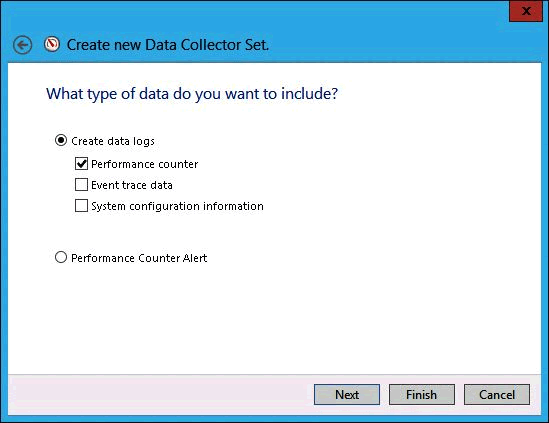 x
Create new Data Collector Set.
What type of data do you want to include?
Create data logs
Performance counter
Event trace data
System configuration information
Performance Counter Alert
Next Finish Cancel